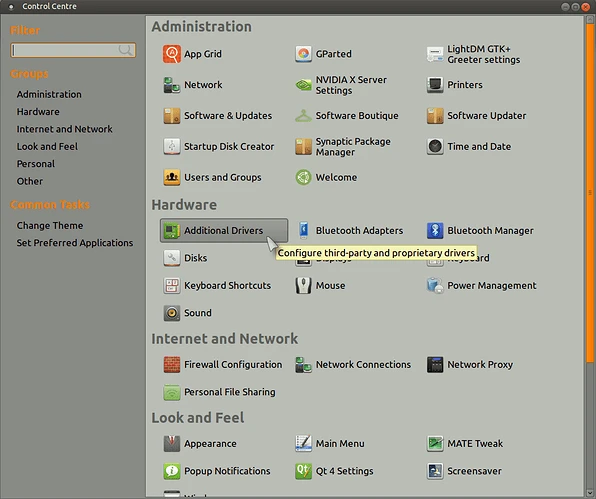 Control Centre
Filter
Groups
Administration
Hardware
Internet and Network
Look and Feel
Personal
Other
Common Tasks
Change Theme
Set Preferred Applications
Administration
App Grid
GParted
LightDM GTK+
Greeter settings
Network
NVIDIA X Server
Settings
Printers
Software & Updates
Software Boutique
Software Updater
Startup Disk Creator
Synaptic Package
Manager
Time and Date
Users and Groups
Welcome
Hardware
Additional Drivers
Bluetooth Adapters
Bluetooth Manager
Configure third-party and proprietary drivers
Disks
Displays
Keyboard
Keyboard Shortcuts
Mouse
Power Management
Sound
Internet and Network
Firewall Configuration
Network Connections
Network Proxy
Personal File Sharing
Look and Feel
Appearance
Main Menu
MATE Tweak
Popup Notifications
Qt 4 Settings
Screensaver